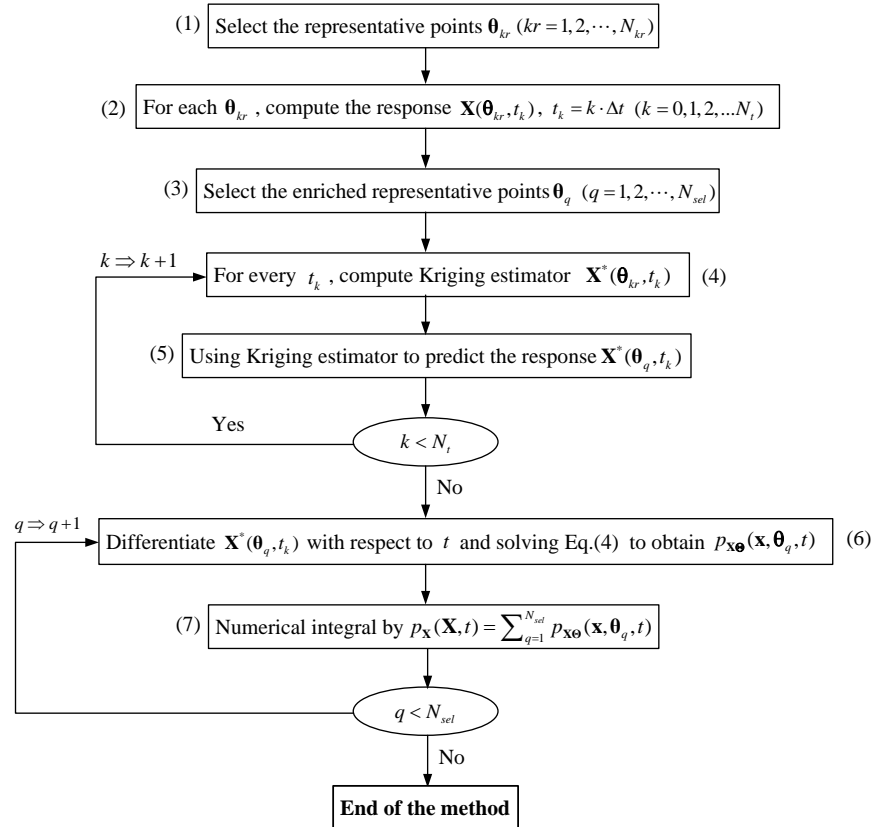 (1) Select the representative points θ_kr (kr = 1, 2, ⋯, N_kr)
(2) For each θ_kr , compute the response X(θ_kr, t_k) , t_k = k · Δt (k = 0,1,2,...N_t)
(3) Select the enriched representative points θ_q (q = 1, 2, ⋯, N_sel)
k ⇒ k +1
For every t_k , compute Kriging estimator X*(θ_kr, t_k) (4)
(5) Using Kriging estimator to predict the response X*(θ_q, t_k)
Yes
k < N_t
No
q ⇒ q +1
Differentiate X*(θ_q, t_k) with respect to t and solving Eq.(4) to obtain p_XΘ(x, θ_q, t) (6)
(7) Numerical integral by p_X(X, t) = ∑_{q=1}^{N_sel} p_XΘ(x, θ_q, t)
q < N_sel
No
End of the method